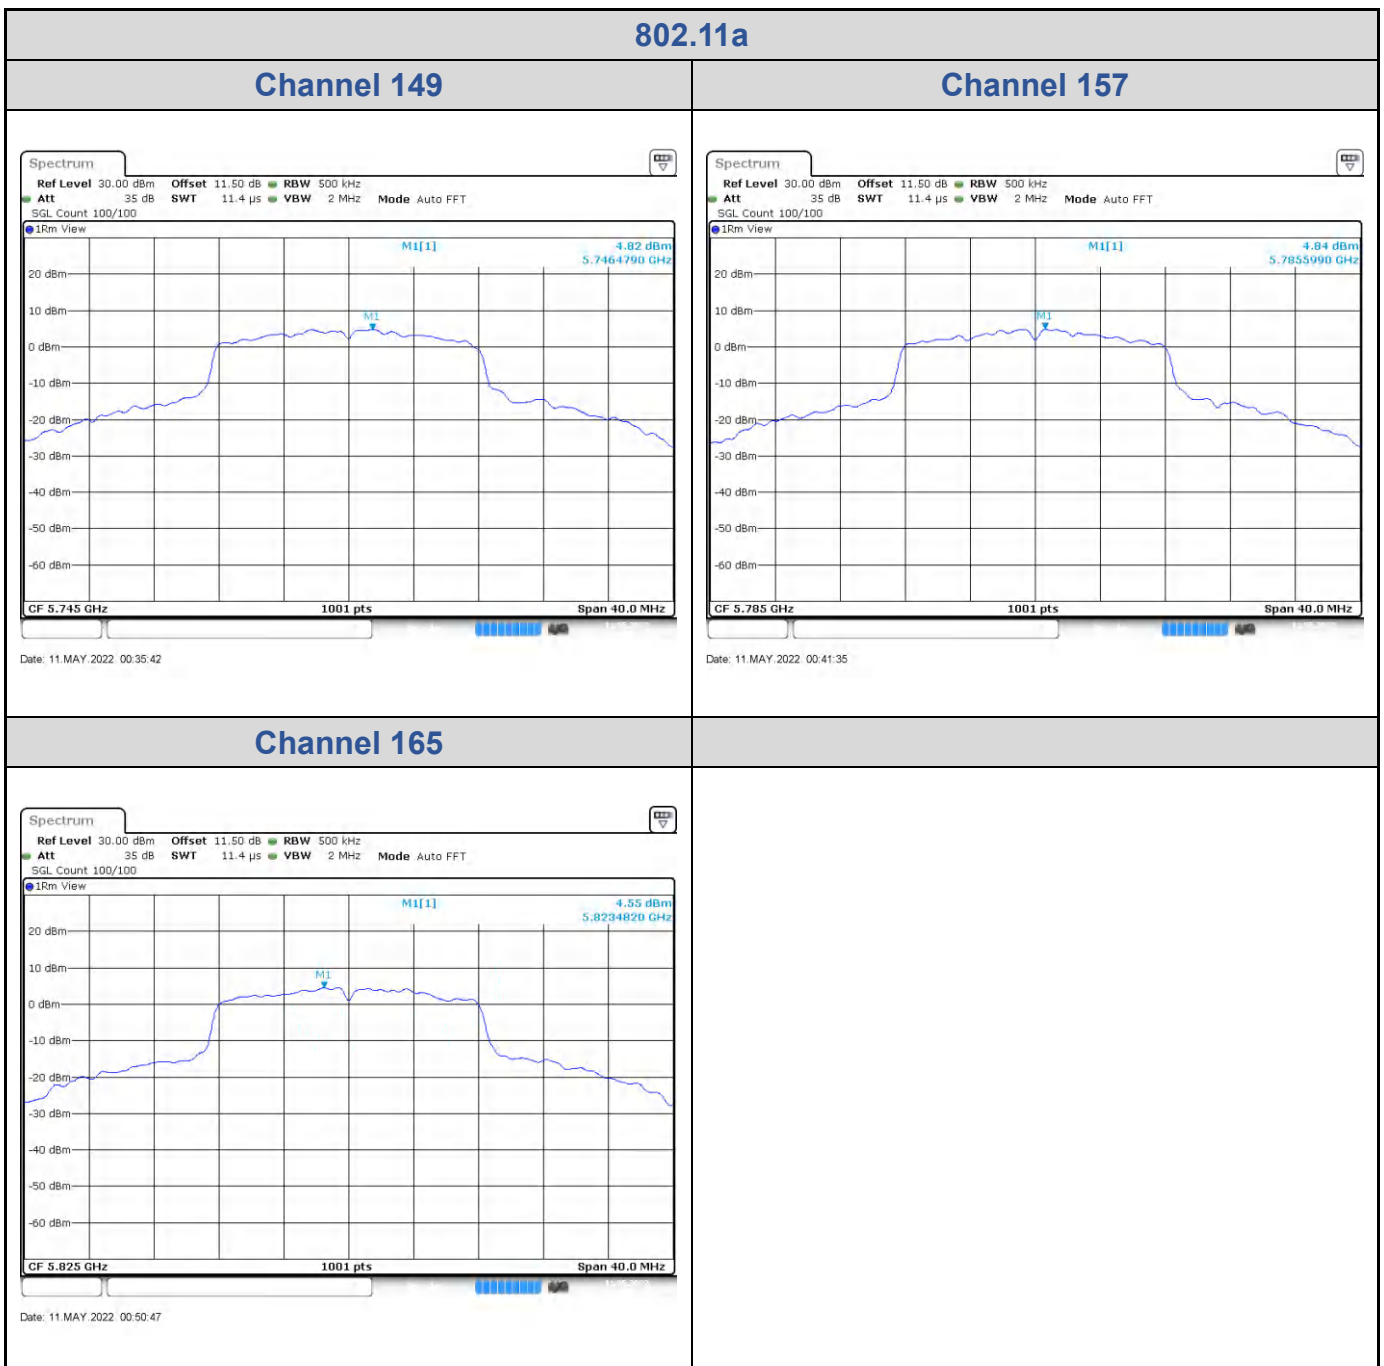 802.11a
Channel 149
Channel 157
Spectrum
Ref Level 30.00 dBm Offset 11.50 dB RBW 500 kHz
Att 35 dB SWT 11.4 µs VBW 2 MHz Mode Auto FFT
SGL Count 100/100
1Rm View
M1[1] 4.82 dBm
5.7464790 GHz
20 dBm
10 dBm
M1
0 dBm
-10 dBm
-20 dBm
-30 dBm
-40 dBm
-50 dBm
-60 dBm
CF 5.745 GHz 1001 pts Span 40.0 MHz
Date: 11.MAY.2022 00:35:42
Spectrum
Ref Level 30.00 dBm Offset 11.50 dB RBW 500 kHz
Att 35 dB SWT 11.4 µs VBW 2 MHz Mode Auto FFT
SGL Count 100/100
1Rm View
M1[1] 4.84 dBm
5.7855990 GHz
20 dBm
10 dBm
M1
0 dBm
-10 dBm
-20 dBm
-30 dBm
-40 dBm
-50 dBm
-60 dBm
CF 5.785 GHz 1001 pts Span 40.0 MHz
Date: 11.MAY.2022 00:41:35
Channel 165
Spectrum
Ref Level 30.00 dBm Offset 11.50 dB RBW 500 kHz
Att 35 dB SWT 11.4 µs VBW 2 MHz Mode Auto FFT
SGL Count 100/100
1Rm View
M1[1] 4.55 dBm
5.8234820 GHz
20 dBm
10 dBm
M1
0 dBm
-10 dBm
-20 dBm
-30 dBm
-40 dBm
-50 dBm
-60 dBm
CF 5.825 GHz 1001 pts Span 40.0 MHz
Date: 11.MAY.2022 00:50:47